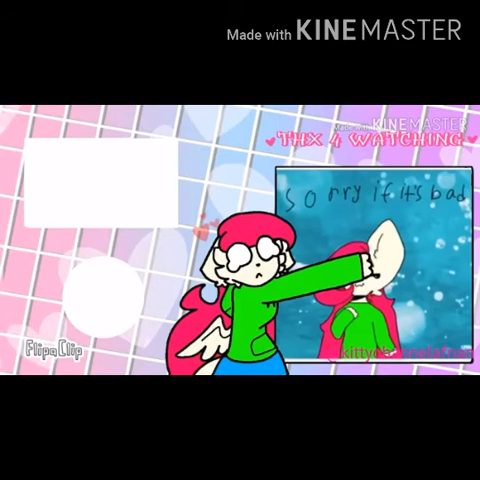 Made with KINEMASTER
Made with KINEMASTER
THX 4 WATCHING
sorry if it's bad
FlipaClip